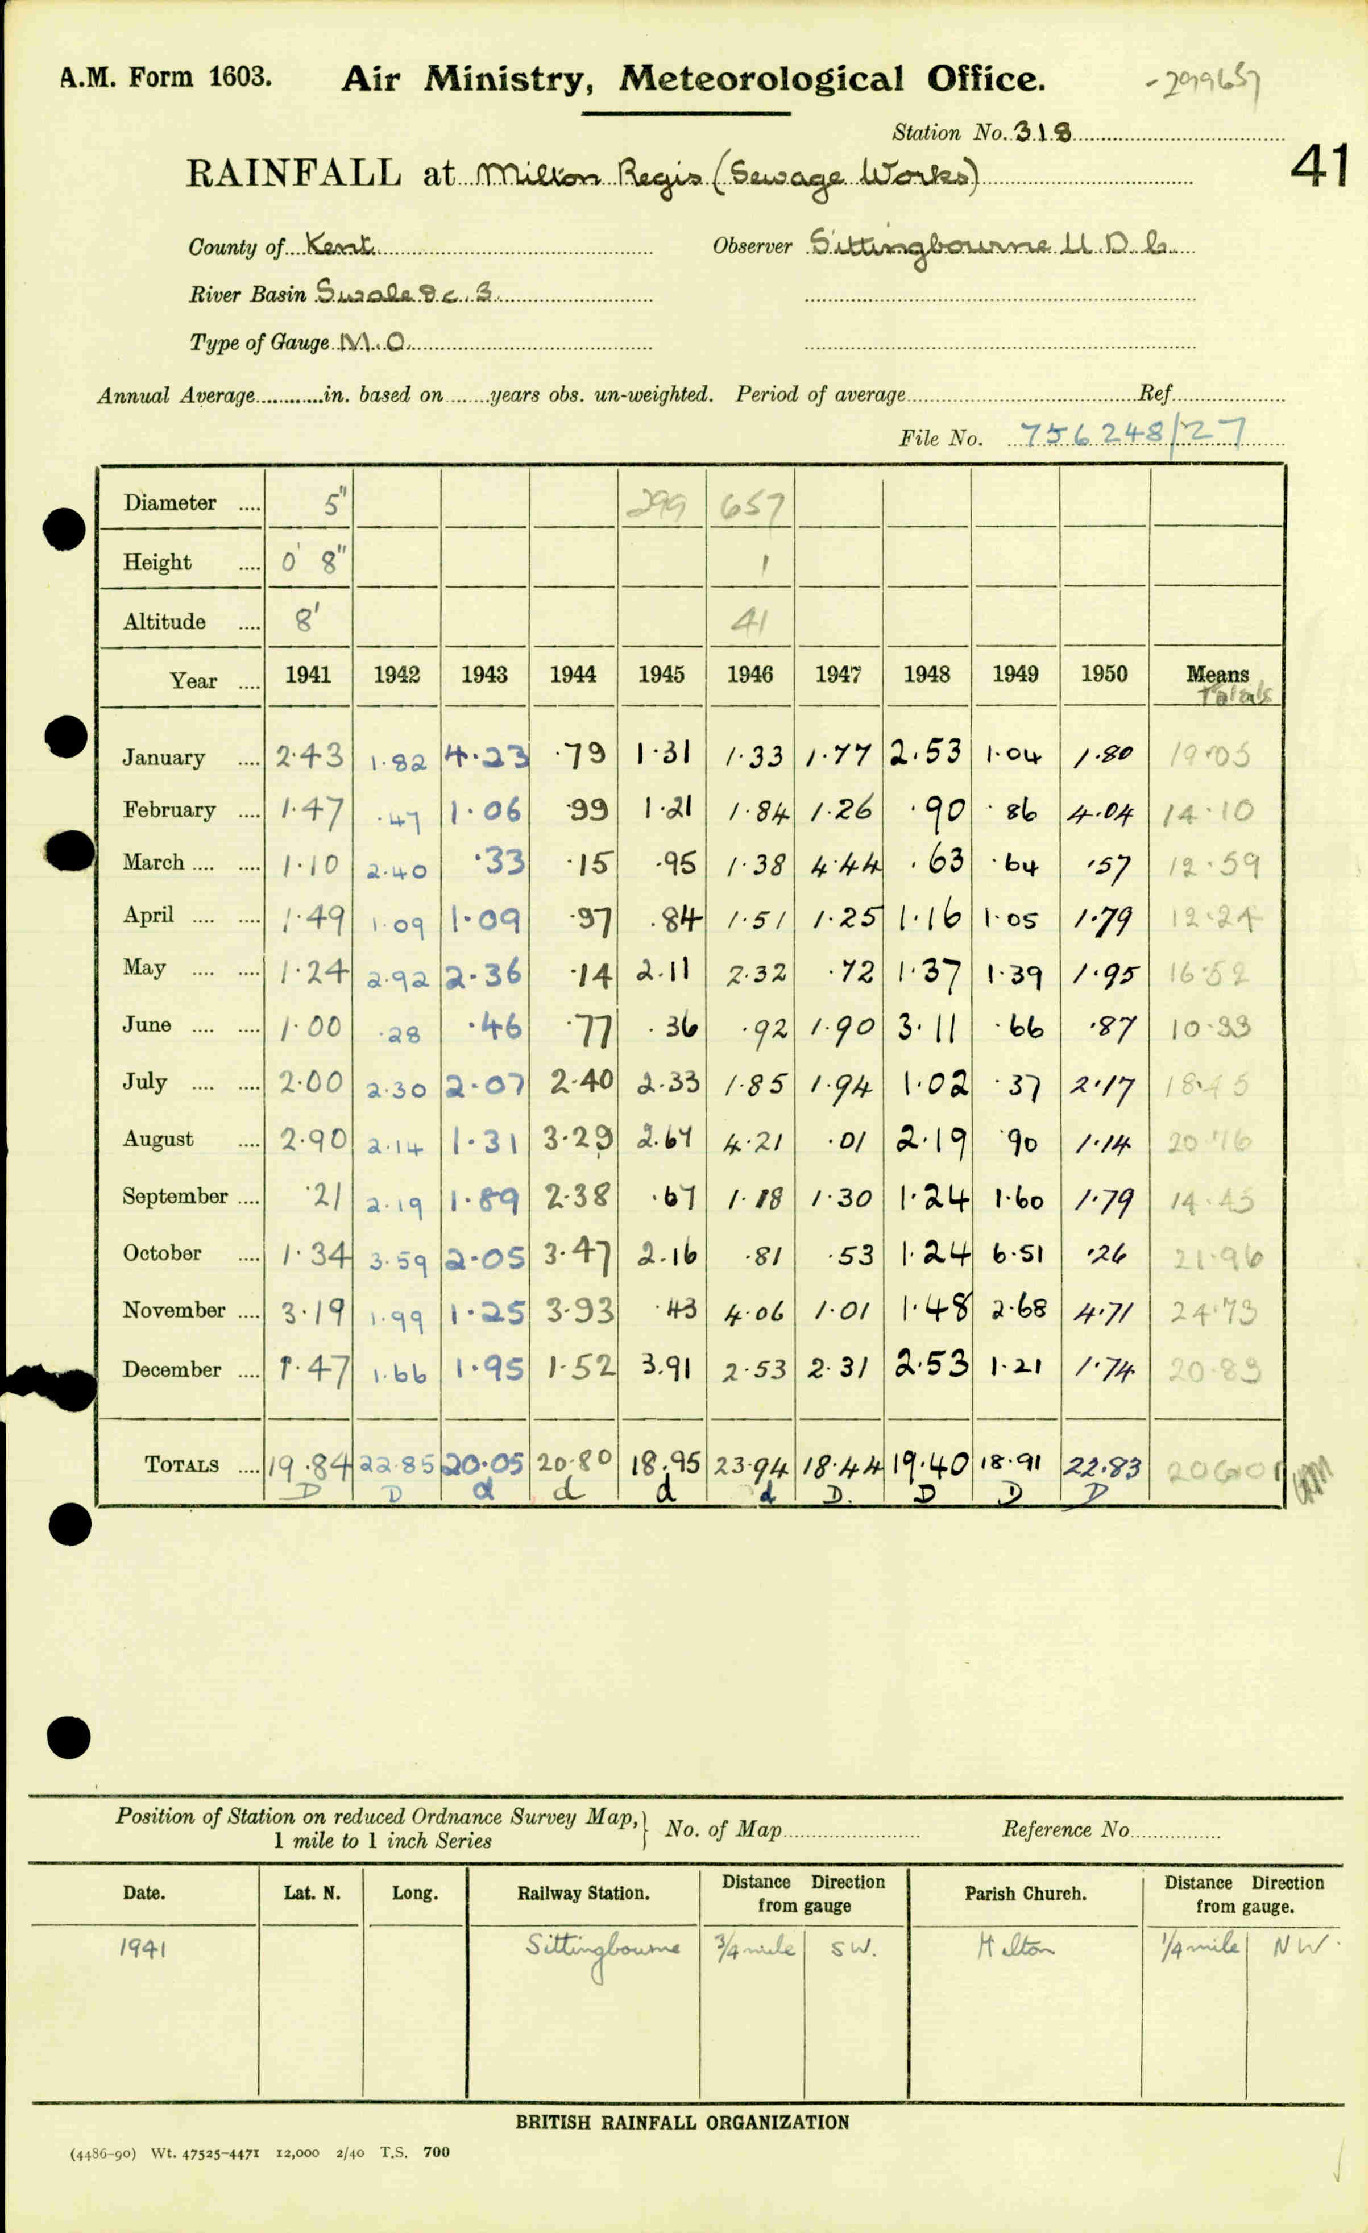 A.M. Form 1603. Air Ministry, Meteorological Office. -299657
Station No. 318
41
RAINFALL at Milton Regis (Sewage Works)
County of Kent Observer Sittingbourne U.D.C.
River Basin Swale &c. 3.
Type of Gauge M.O.
Annual Average in. based on years obs. un-weighted. Period of average Ref.
File No. 756248/27
Diameter .... 5" 299 657
Height .... 0' 8" 1
Altitude .... 8' 41
Year .... 1941 1942 1943 1944 1945 1946 1947 1948 1949 1950 Means
Totals
January .... 2.43 1.82 4.23 .79 1.31 1.33 1.77 2.53 1.04 1.80 19.05
February .... 1.47 .47 1.06 .99 1.21 1.84 1.26 .90 .86 4.04 14.10
March .... .... 1.10 2.40 .33 .15 .95 1.38 4.44 .63 .64 .57 12.59
April .... .... 1.49 1.09 1.09 .97 .84 1.51 1.25 1.16 1.05 1.79 12.24
May .... .... 1.24 2.92 2.36 .14 2.11 2.32 .72 1.37 1.39 1.95 16.52
June .... .... 1.00 .28 .46 .77 .36 .92 1.90 3.11 .66 .87 10.33
July .... .... 2.00 2.30 2.07 2.40 2.33 1.85 1.94 1.02 .37 2.17 18.45
August .... 2.90 2.14 1.31 3.29 2.67 4.21 .01 2.19 .90 1.14 20.76
September .... .21 2.19 1.89 2.38 .67 1.18 1.30 1.24 1.60 1.79 14.45
October .... 1.34 3.59 2.05 3.47 2.16 .81 .53 1.24 6.51 .26 21.96
November .... 3.19 1.99 1.25 3.93 .43 4.06 1.01 1.48 2.68 4.71 24.73
December .... 1.47 1.66 1.95 1.52 3.91 2.53 2.31 2.53 1.21 1.74 20.83
TOTALS .... 19.84 22.85 20.05 20.80 18.95 23.94 18.44 19.40 18.91 22.83 206.01
D D d d d d D. D D D
Position of Station on reduced Ordnance Survey Map, } No. of Map Reference No.
1 mile to 1 inch Series
Date. Lat. N. Long. Railway Station. Distance Direction from gauge Parish Church. Distance Direction from gauge.
1941 Sittingbourne 3/4 mile SW. Milton 1/4 mile NW.
BRITISH RAINFALL ORGANIZATION
(4486-90) Wt. 47525-4471 12,000 2/40 T.S. 700